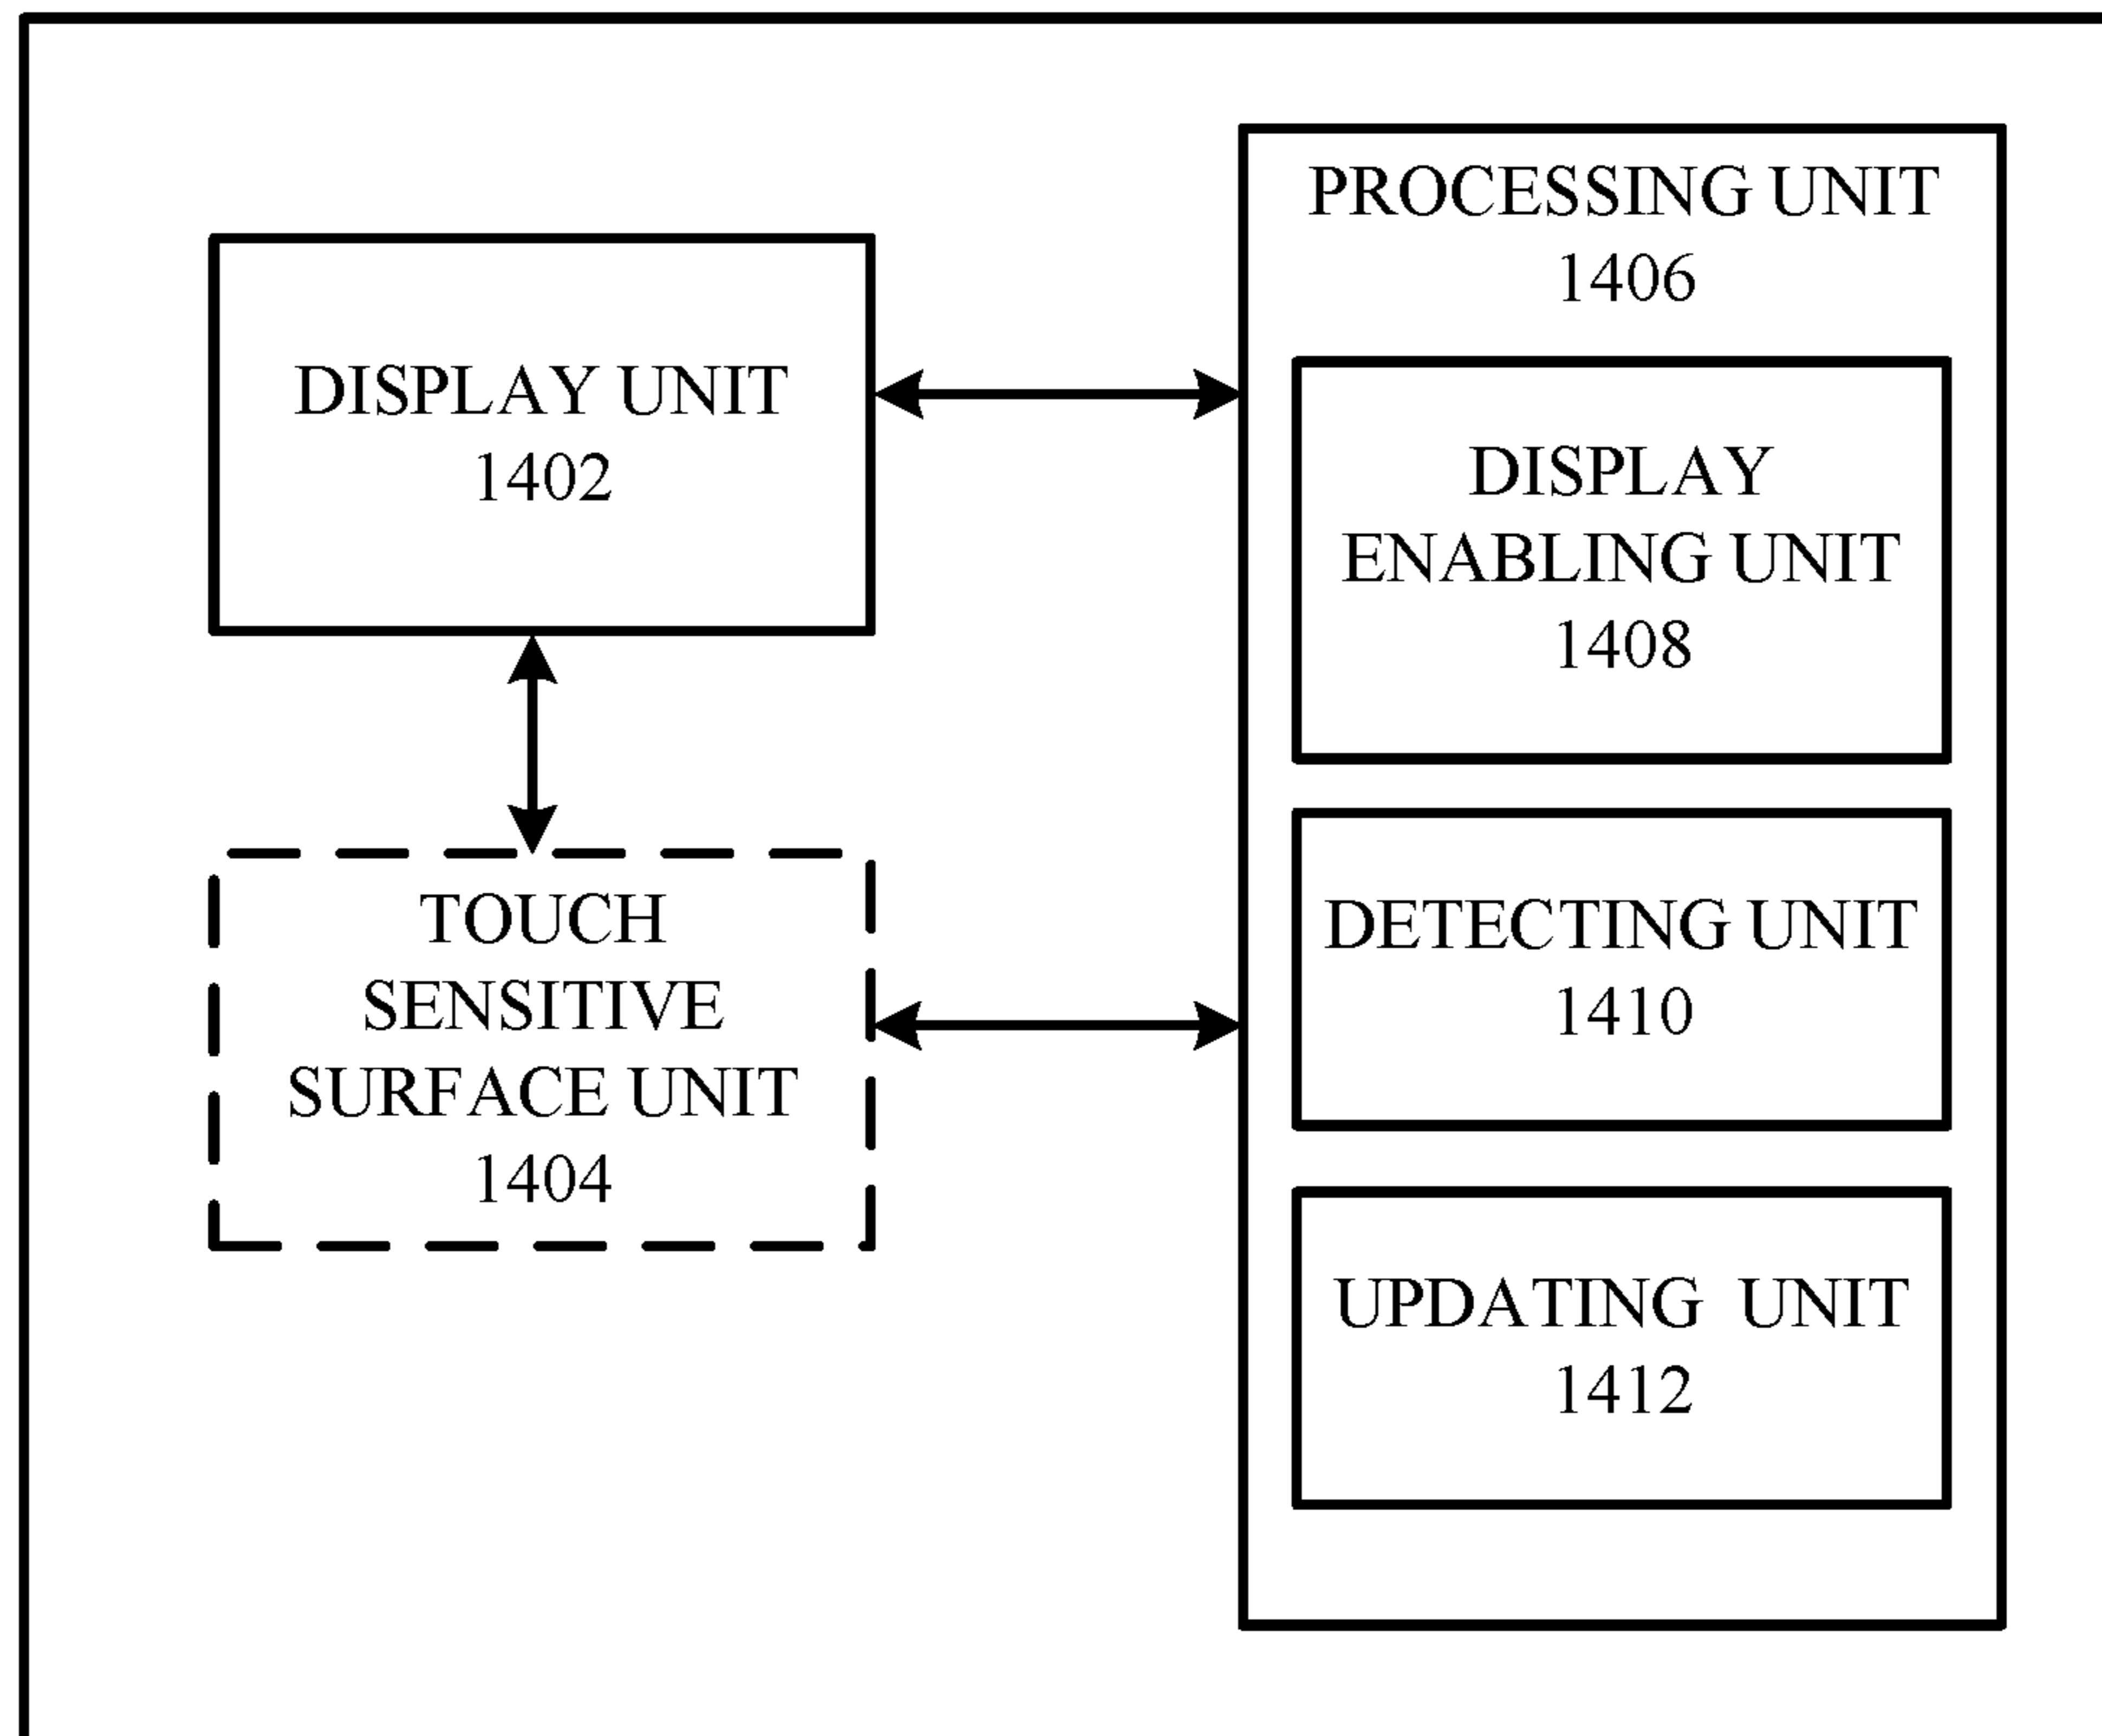 PROCESSING UNIT
1406
DISPLAY UNIT
1402
DISPLAY
ENABLING UNIT
1408
TOUCH
SENSITIVE
SURFACE UNIT
1404
DETECTING UNIT
1410
UPDATING UNIT
1412